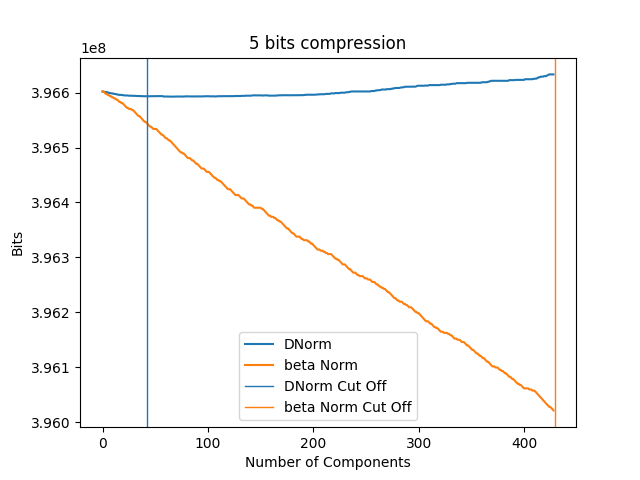 5 bits compression
1e8
3.966
3.965
3.964
3.963
3.962
3.961
3.960
Bits
DNorm
beta Norm
DNorm Cut Off
beta Norm Cut Off
0 100 200 300 400
Number of Components